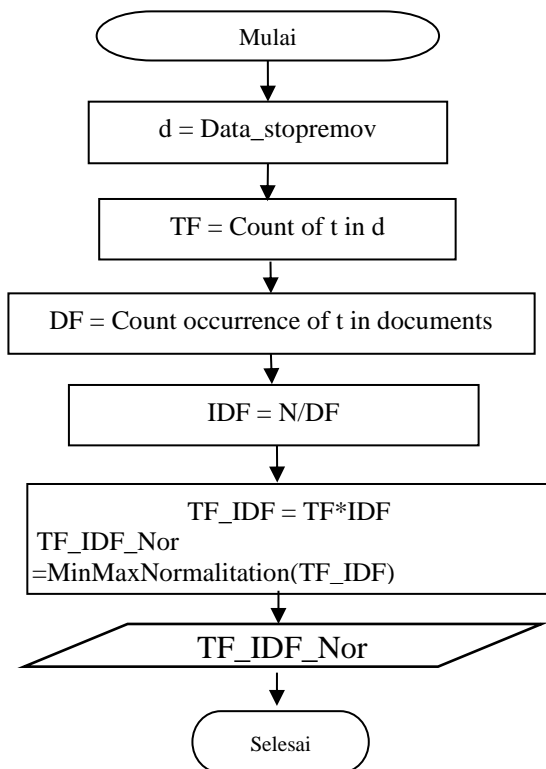 Mulai
d = Data_stopremov
TF = Count of t in d
DF = Count occurrence of t in documents
IDF = N/DF
TF_IDF = TF*IDF
TF_IDF_Nor
=MinMaxNormalitation(TF_IDF)
TF_IDF_Nor
Selesai